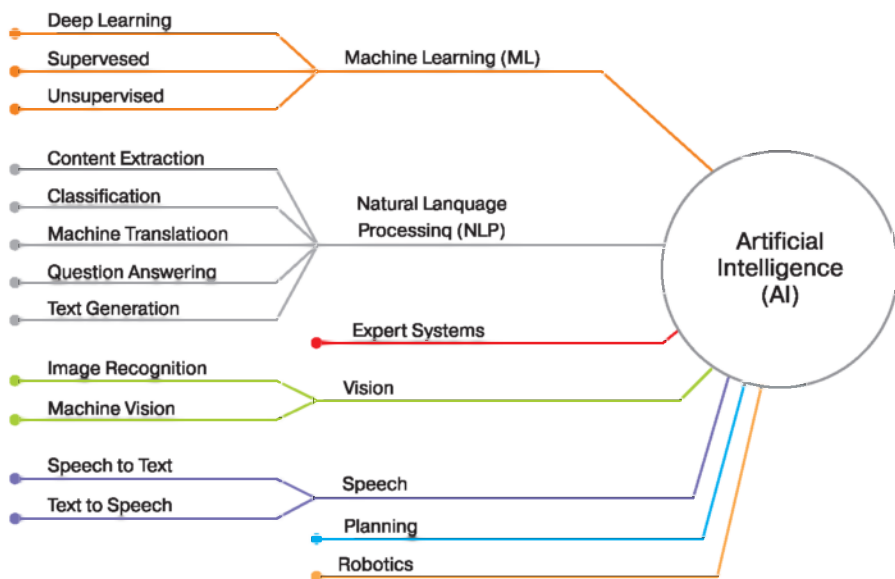 Deep Learning
Supervesed
Unsupervised
Machine Learning (ML)
Content Extraction
Classification
Machine Translatioon
Question Answering
Text Generation
Natural Lanquage
Processinq (NLP)
Artificial
Intelligence
(AI)
Expert Systems
Image Recognition
Machine Vision
Vision
Speech to Text
Text to Speech
Speech
Planning
Robotics